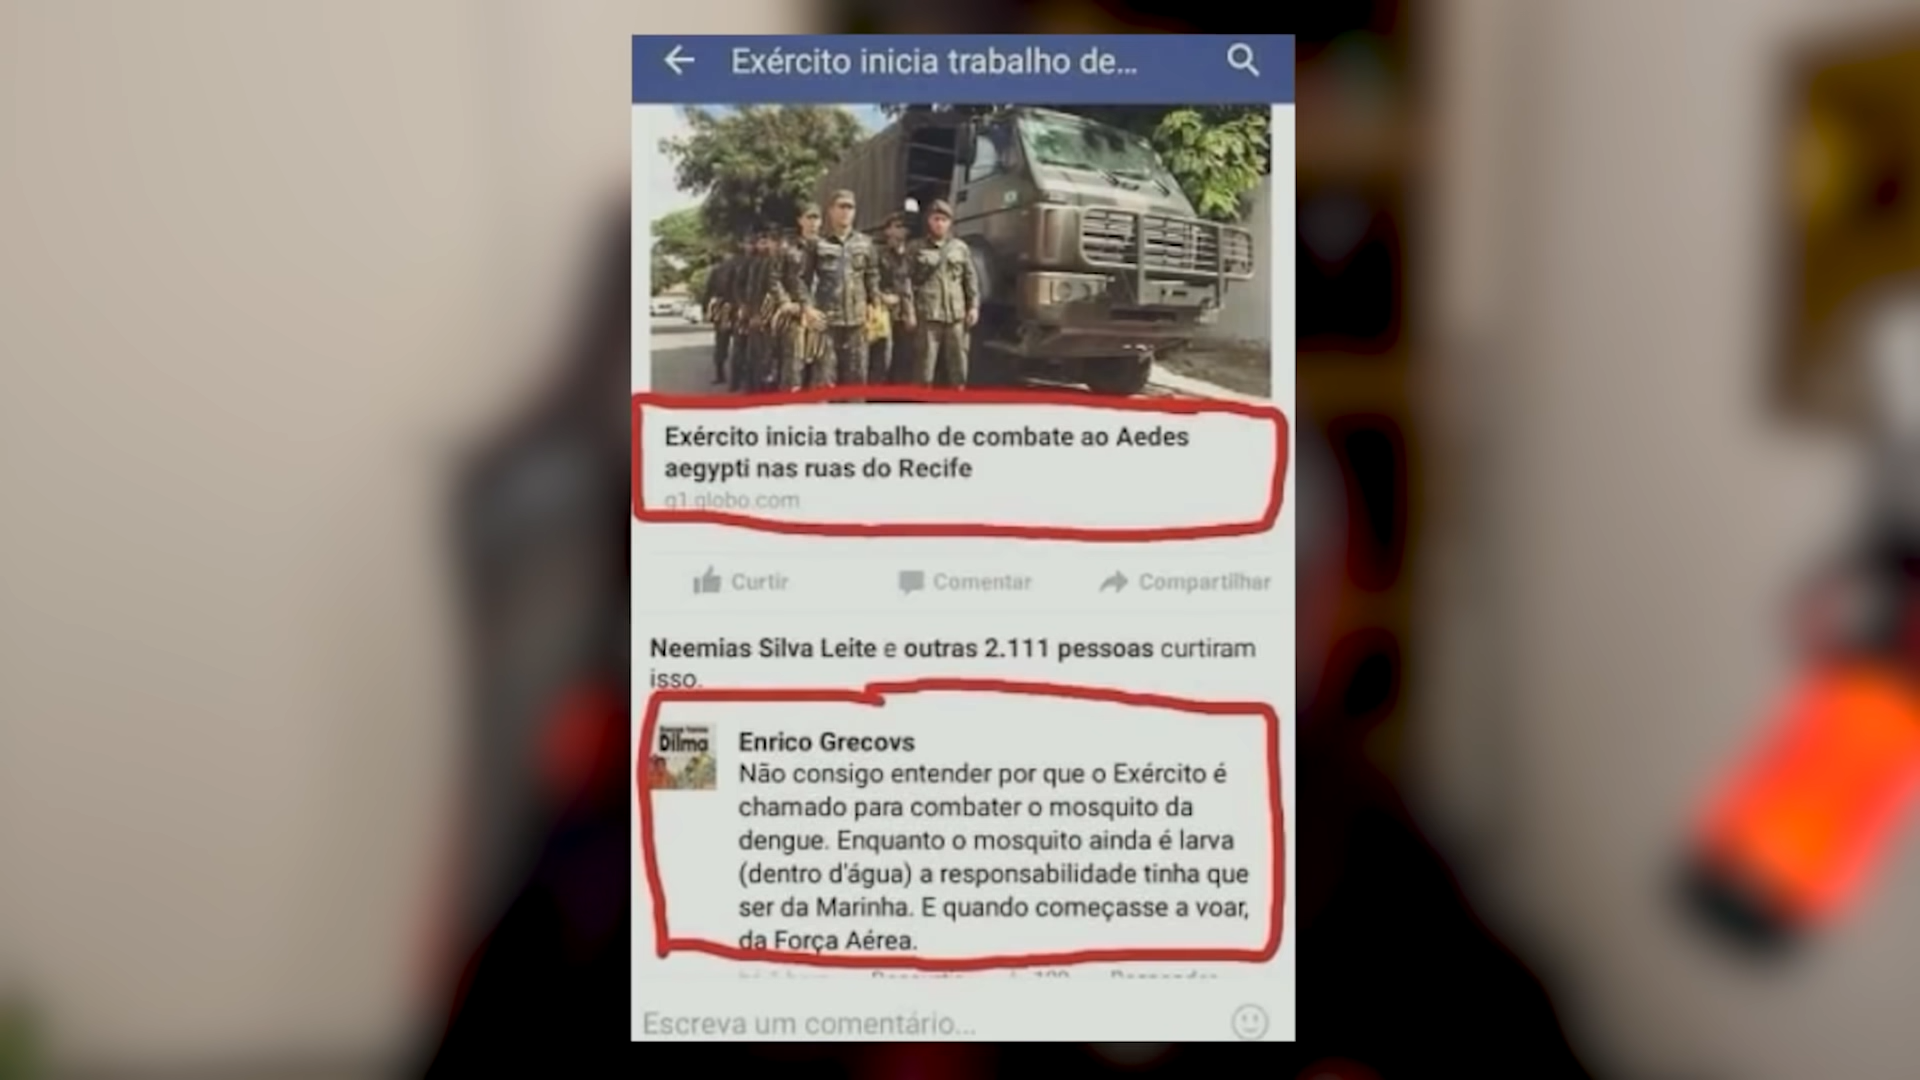 Exército inicia trabalho de...
Exército inicia trabalho de combate ao Aedes
aegypti nas ruas do Recife
g1.globo.com
Curtir
Comentar
Compartilhar
Neemias Silva Leite e outras 2.111 pessoas curtiram
isso.
Dilma
Enrico Grecovs
Não consigo entender por que o Exército é
chamado para combater o mosquito da
dengue. Enquanto o mosquito ainda é larva
(dentro d'água) a responsabilidade tinha que
ser da Marinha. E quando começasse a voar,
da Força Aérea.
Escreva um comentário...